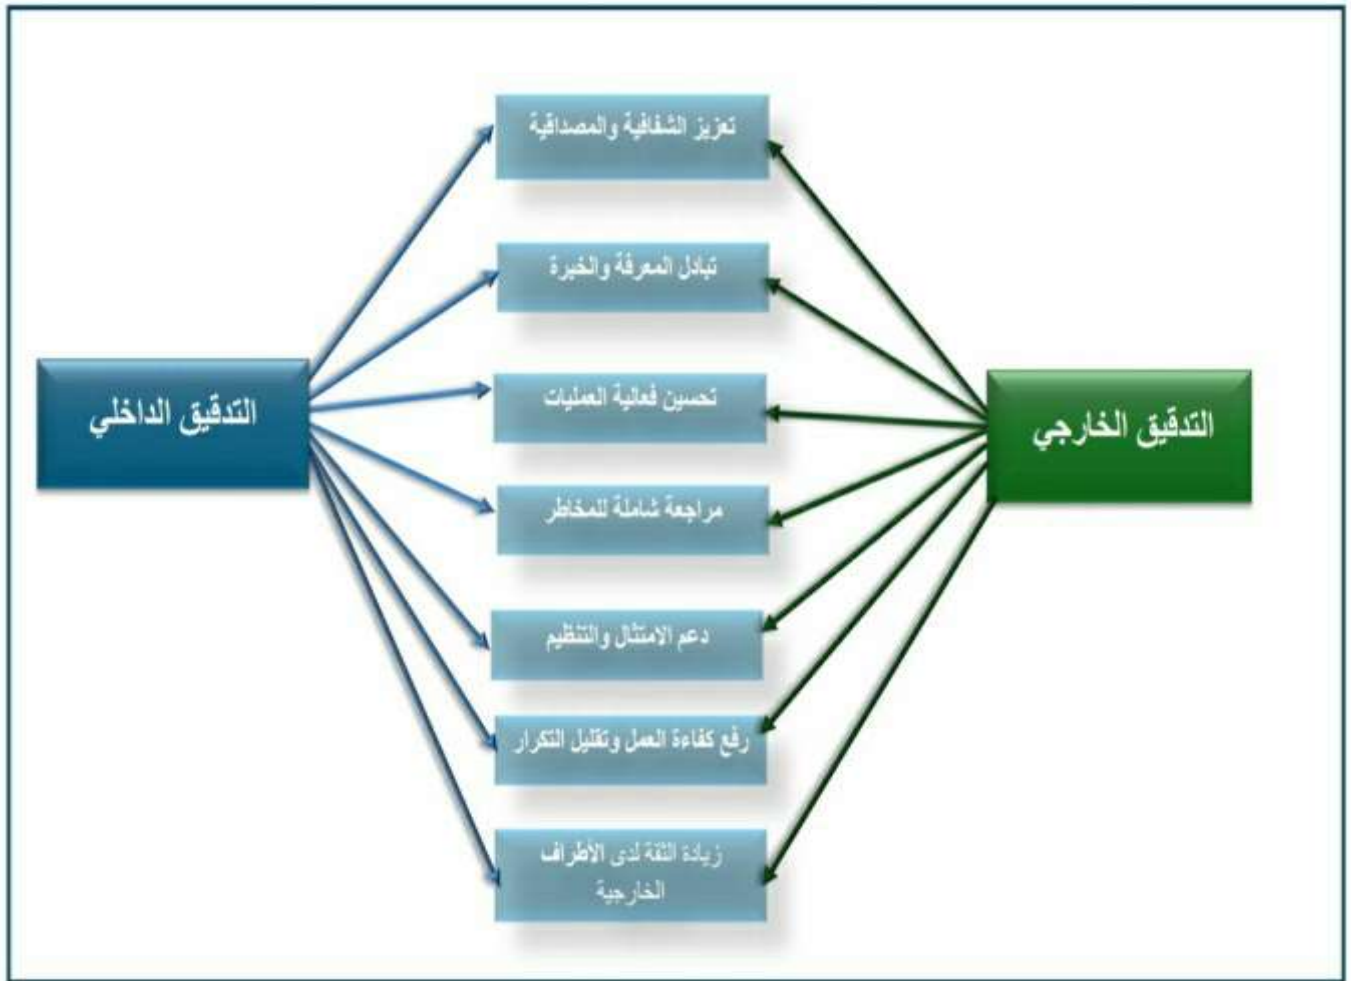 تعزيز الشفافية والمصداقية
تبادل المعرفة والخبرة
تحسين فعالية العمليات
التدقيق الخارجي
التدقيق الداخلي
مراجعة شاملة للمخاطر
دعم الامتثال والتنظيم
رفع كفاءة العمل وتقليل التكرار
زيادة الثقة لدى الأطراف
الخارجية